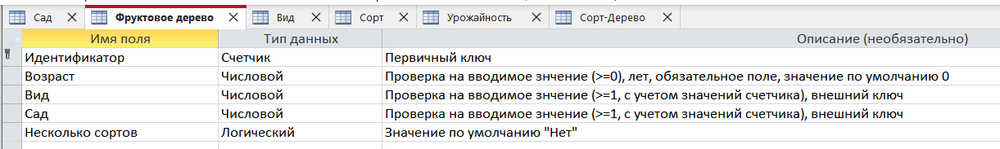 Сад Фруктовое дерево Вид Сорт Урожайность Сорт-Дерево
Имя поля Тип данных Описание (необязательно)
Идентификатор Счетчик Первичный ключ
Возраст Числовой Проверка на вводимое знчение (>=0), лет, обязательное поле, значение по умолчанию 0
Вид Числовой Проверка на вводимое знчение (>=1, с учетом значений счетчика), внешний ключ
Сад Числовой Проверка на вводимое знчение (>=1, с учетом значений счетчика), внешний ключ
Несколько сортов Логический Значение по умолчанию "Нет"